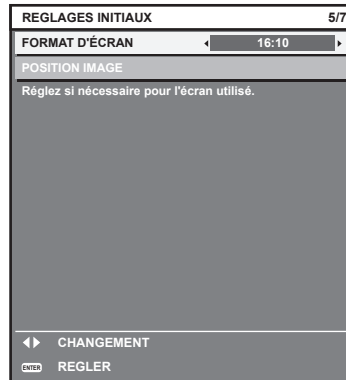 REGLAGES INITIAUX 5/7
FORMAT D'ÉCRAN 16:10
POSITION IMAGE
Réglez si nécessaire pour l'écran utilisé.
CHANGEMENT
ENTER REGLER